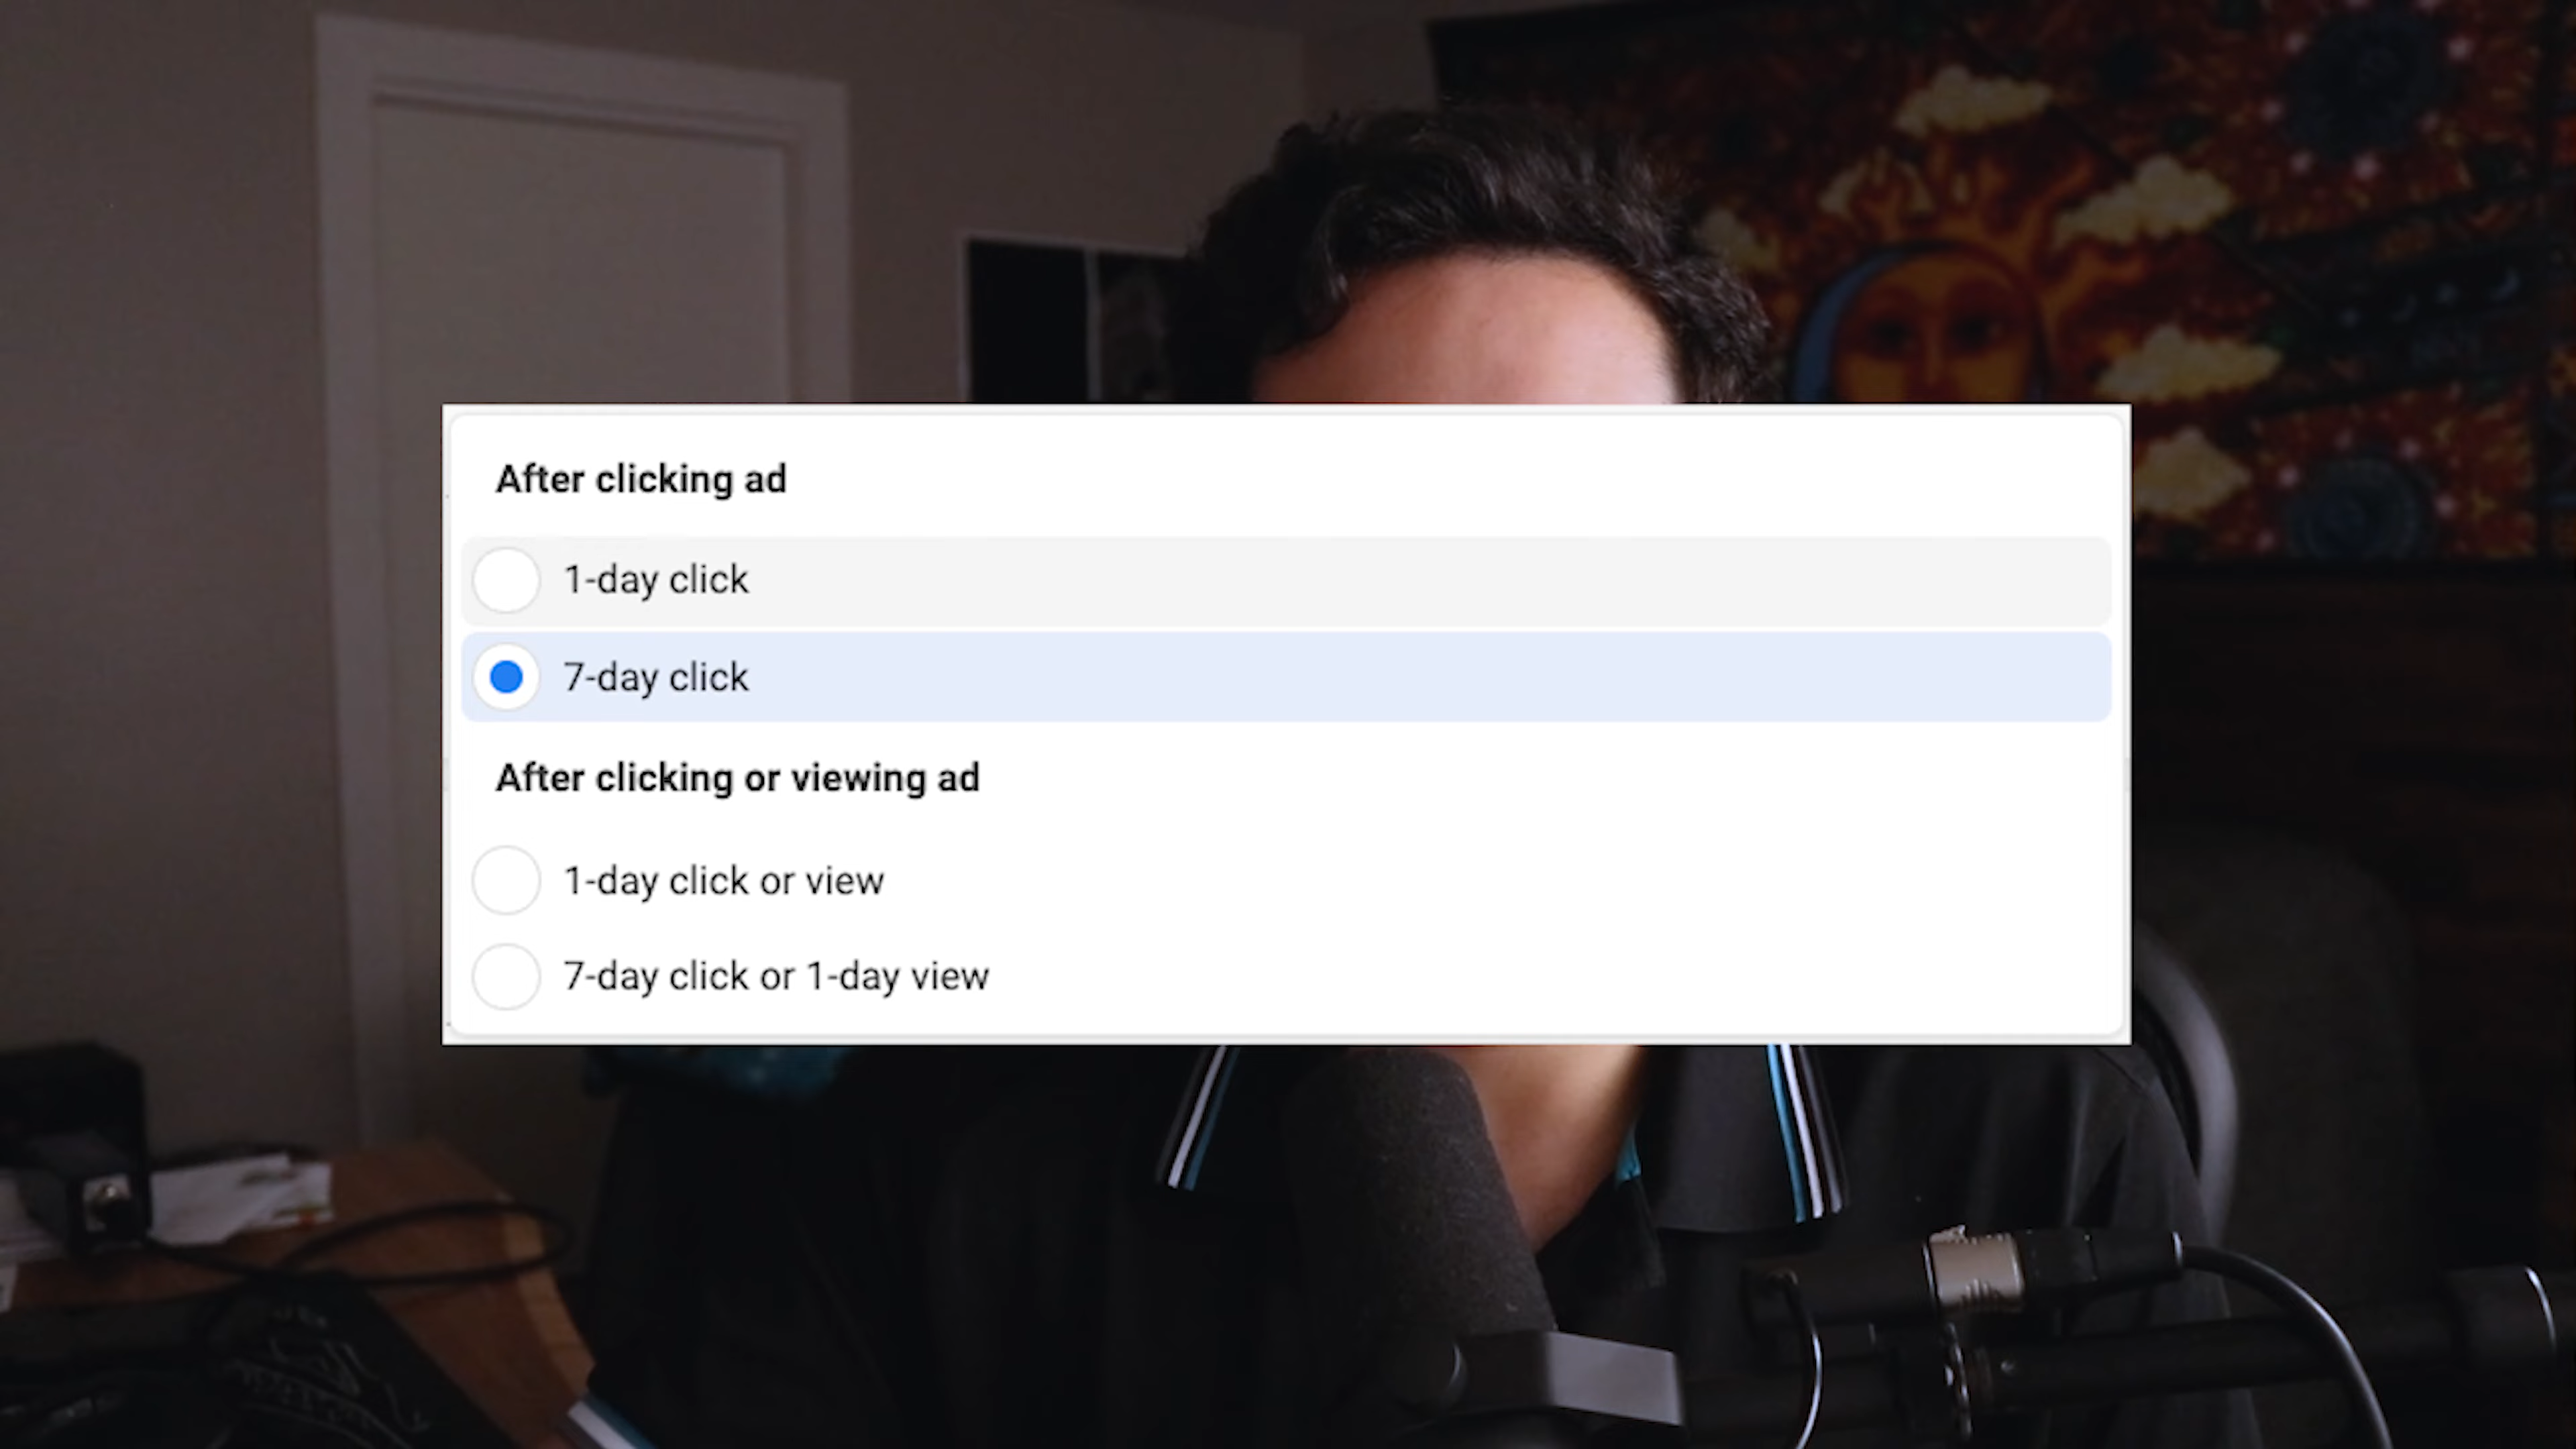 After clicking ad
1-day click
7-day click
After clicking or viewing ad
1-day click or view
7-day click or 1-day view